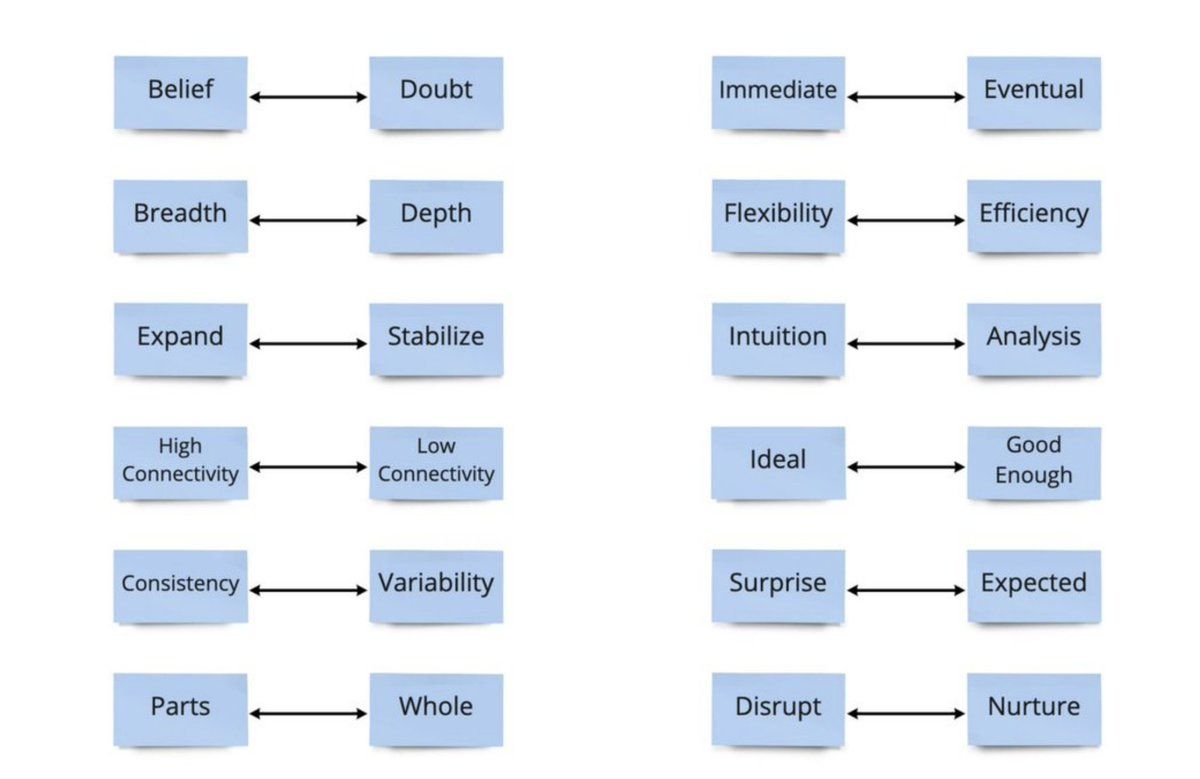 Belief Doubt Immediate Eventual
Breadth Depth Flexibility Efficiency
Expand Stabilize Intuition Analysis
High Low Good
Connectivity Connectivity Ideal Enough
Consistency Variability Surprise Expected
Parts Whole Disrupt Nurture